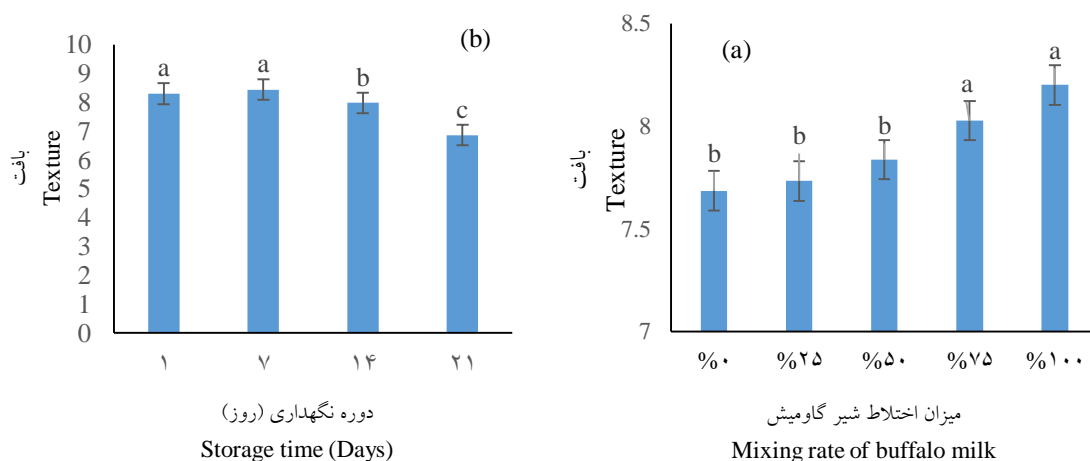 (b)
10
9
8
7
6
5
4
3
2
1
0
a
a
b
c
بافت
Texture
۱
۷
۱۴
۲۱
دوره نگهداری (روز)
Storage time (Days)
(a)
8.5
8
7.5
7
b
b
b
a
a
بافت
Texture
%۰
%۲۵
%۵۰
%۷۵
%۱۰۰
میزان اختلاط شیر گاومیش
Mixing rate of buffalo milk